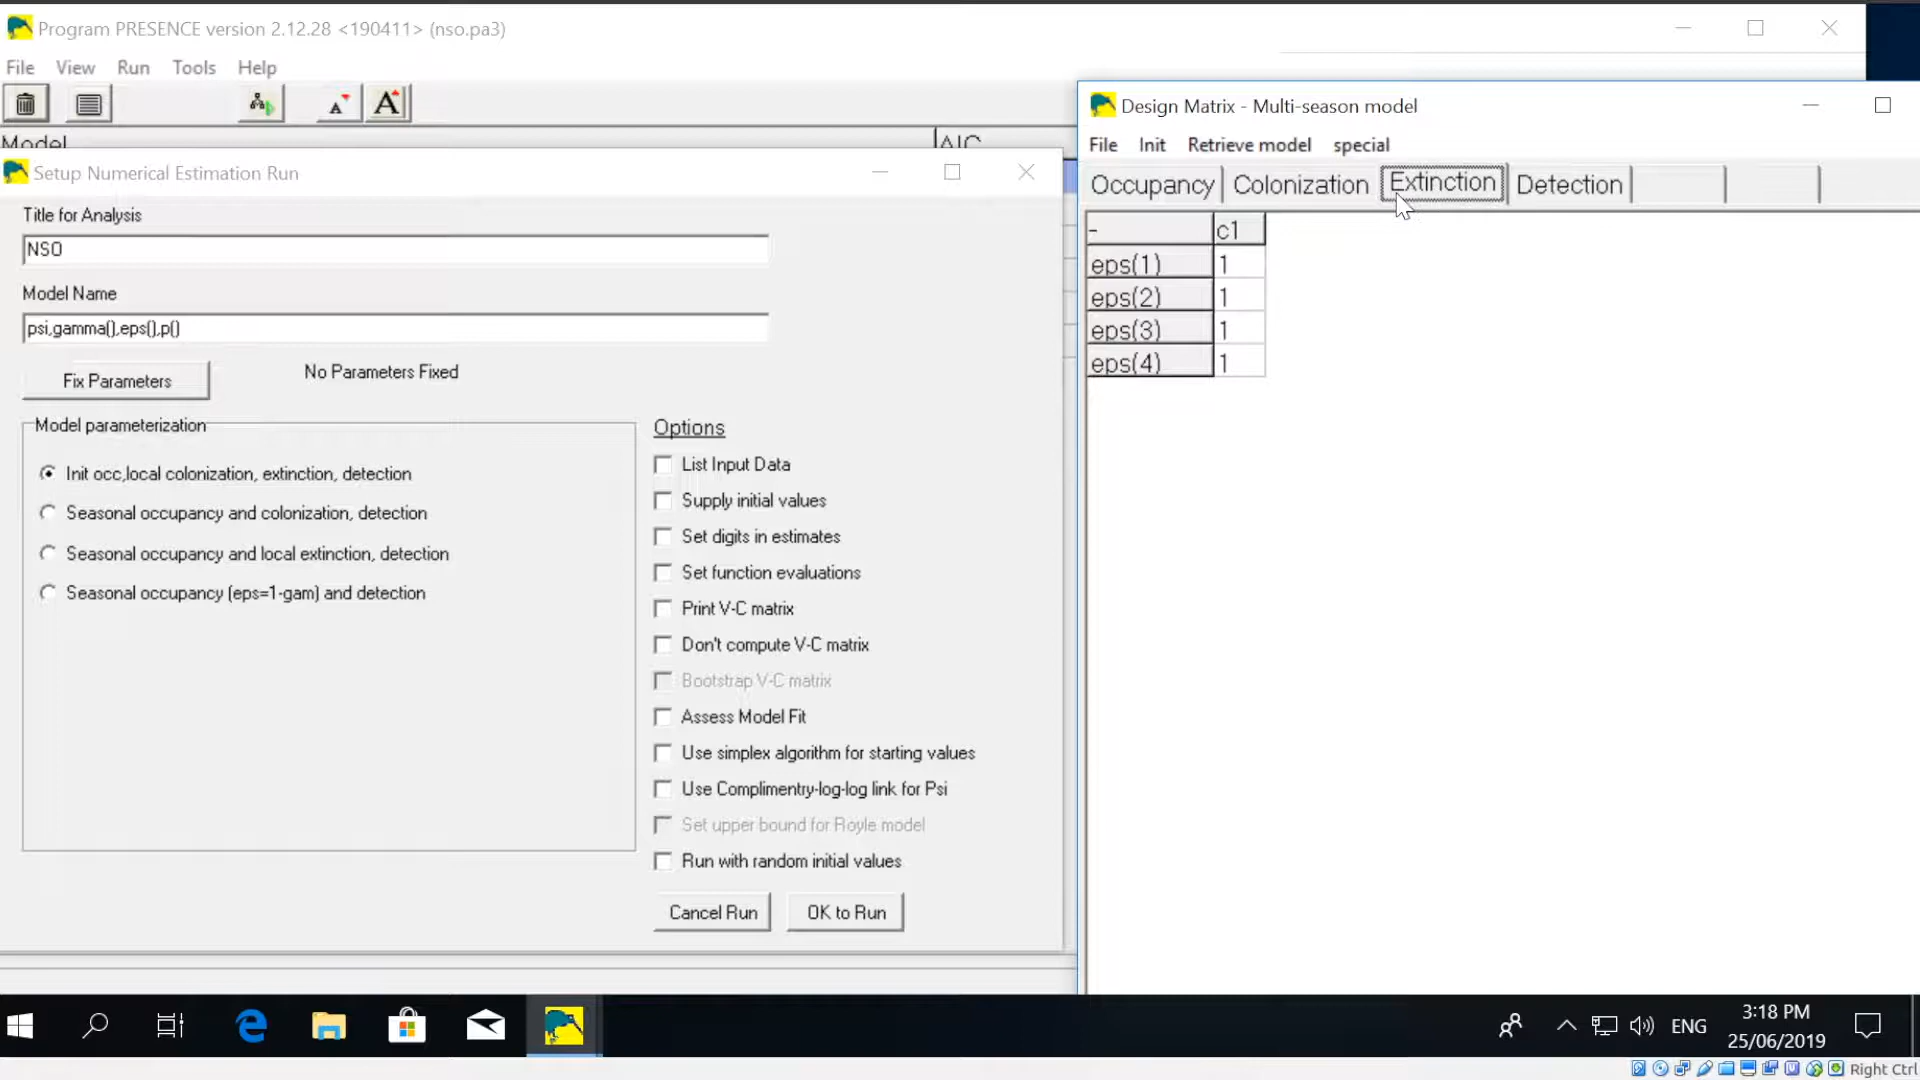 Program PRESENCE version 2.12.28 <190411> (nso.pa3)
File View Run Tools Help
A A
Model AIC
Setup Numerical Estimation Run
Title for Analysis
NSO
Model Name
psi,gamma(),eps(),p()
Fix Parameters
No Parameters Fixed
Model parameterization
Init occ,local colonization, extinction, detection
Seasonal occupancy and colonization, detection
Seasonal occupancy and local extinction, detection
Seasonal occupancy (eps=1-gam) and detection
Options
List Input Data
Supply initial values
Set digits in estimates
Set function evaluations
Print V-C matrix
Don't compute V-C matrix
Bootstrap V-C matrix
Assess Model Fit
Use simplex algorithm for starting values
Use Complimentry-log-log link for Psi
Set upper bound for Royle model
Run with random initial values
Cancel Run OK to Run
Design Matrix - Multi-season model
File Init Retrieve model special
Occupancy Colonization Extinction Detection
- c1
eps(1) 1
eps(2) 1
eps(3) 1
eps(4) 1
ENG
3:18 PM
25/06/2019
Right Ctrl